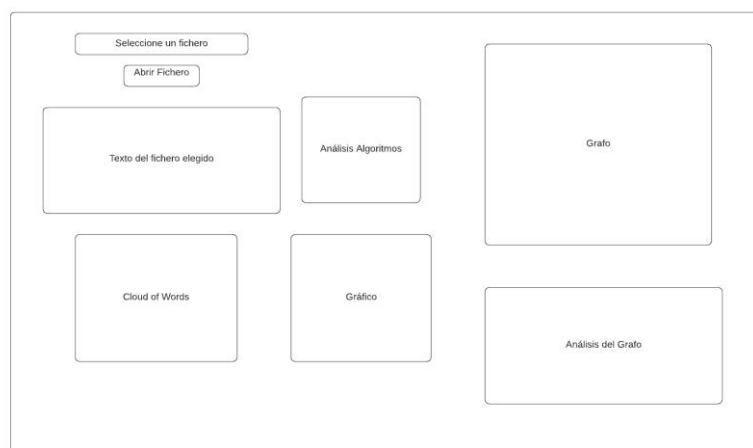 Seleccione un fichero
Abrir Fichero
Texto del fichero elegido
Análisis Algoritmos
Grafo
Cloud of Words
Gráfico
Análisis del Grafo